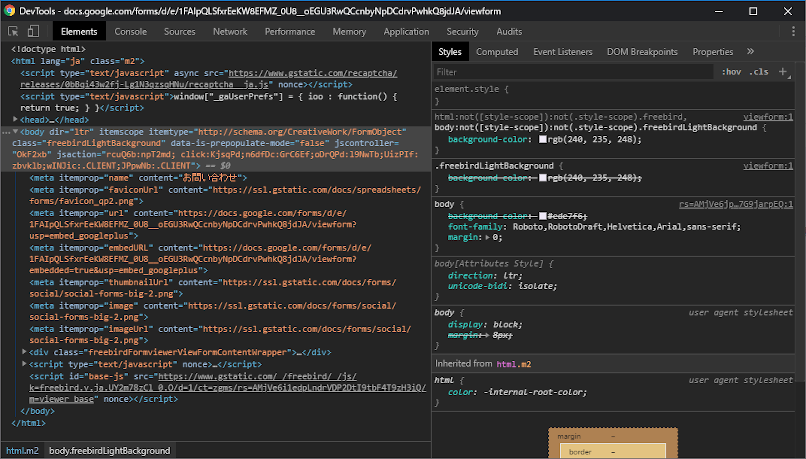 DevTools - docs.google.com/forms/d/e/1FAIpQLSfxrEeKW8EFMZ_0U8__oEGU3RwQCcnbyNpDCdrvPwhkQ8jdJA/viewform
Elements Console Sources Network Performance Memory Application Security Audits
<!doctype html>
<html lang="ja" class="m2">
<script type="text/javascript" async src="https://www.gstatic.com/recaptcha/
releases/0bBqi43w2fj-Lg1N3qzsqHNu/recaptcha__ja.js" nonce></script>
<script type="text/javascript">window["_gaUserPrefs"] = { ioo : function() {
return true; } }</script>
<head>…</head>
<body dir="ltr" itemscope itemtype="http://schema.org/CreativeWork/FormObject"
class="freebirdLightBackground" data-is-prepopulate-mode="false" jscontroller=
"OkF2xb" jsaction="rcuQ6b:npT2md; click:KjsqPd;n6dfDc:GrC6Ef;oDrQPd:l9NwTb;UizPIf:
zbvklb;wINJic:.CLIENT;JPpwNb:.CLIENT"> == $0
<meta itemprop="name" content="お問い合わせ">
<meta itemprop="faviconUrl" content="https://ssl.gstatic.com/docs/spreadsheets/
forms/favicon_qp2.png">
<meta itemprop="url" content="https://docs.google.com/forms/d/e/
1FAIpQLSfxrEeKW8EFMZ_0U8__oEGU3RwQCcnbyNpDCdrvPwhkQ8jdJA/viewform?
usp=embed_googleplus">
<meta itemprop="embedURL" content="https://docs.google.com/forms/d/e/
1FAIpQLSfxrEeKW8EFMZ_0U8__oEGU3RwQCcnbyNpDCdrvPwhkQ8jdJA/viewform?
embedded=true&usp=embed_googleplus">
<meta itemprop="thumbnailUrl" content="https://ssl.gstatic.com/docs/forms/
social/social-forms-big-2.png">
<meta itemprop="image" content="https://ssl.gstatic.com/docs/forms/social/
social-forms-big-2.png">
<meta itemprop="imageUrl" content="https://ssl.gstatic.com/docs/forms/social/
social-forms-big-2.png">
<div class="freebirdFormviewerViewFormContentWrapper">…</div>
<script type="text/javascript" nonce>…</script>
<script id="base-js" src="https://www.gstatic.com/_/freebird/_/js/
k=freebird.v.ja.UY2m78zCl_0.O/d=1/ct=zgms/rs=AMjVe6i1edpLndrVDP2DtI9tbF4T9zH3iQ/
m=viewer_base" nonce></script>
</body>
</html>
html.m2 body.freebirdLightBackground
Styles Computed Event Listeners DOM Breakpoints Properties »
Filter :hov .cls +
element.style {
}
html:not([style-scope]):not(.style-scope).freebird, viewform:1
body:not([style-scope]):not(.style-scope).freebirdLightBackground {
background-color: rgb(240, 235, 248);
}
.freebirdLightBackground { viewform:1
background-color: rgb(240, 235, 248);
}
body { rs=AMjVe6jp…7G9jarpEQ:1
background-color: #ede7f6;
font-family: Roboto,RobotoDraft,Helvetica,Arial,sans-serif;
margin: 0;
}
body[Attributes Style] {
direction: ltr;
unicode-bidi: isolate;
}
body { user agent stylesheet
display: block;
margin: 8px;
}
Inherited from html.m2
html { user agent stylesheet
color: -internal-root-color;
}
margin –
border –